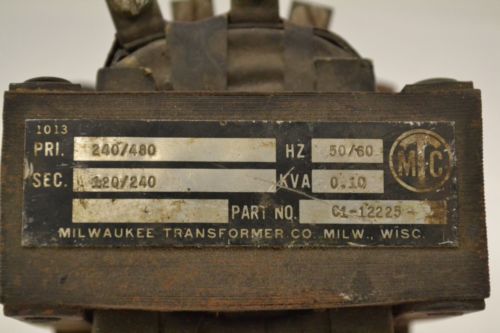 1013
PRI. 240/480 HZ 50/60
SEC. 120/240 KVA 0.10
MTC
PART NO. C1-12225
MILWAUKEE TRANSFORMER CO. MILW., WISC.